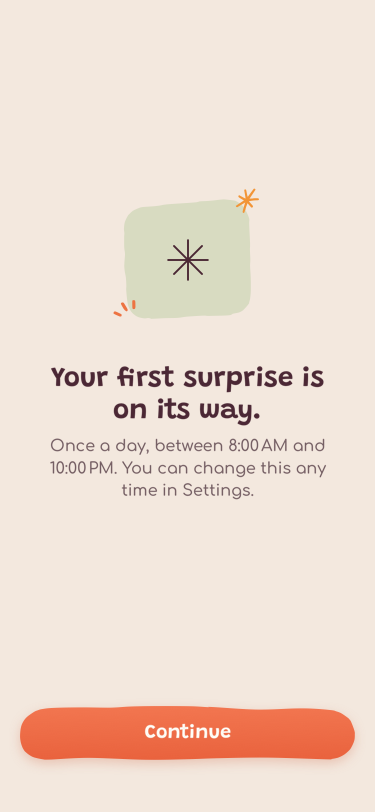 Your first surprise is
on its way.
Once a day, between 8:00 AM and
10:00 PM. You can change this any
time in Settings.
Continue